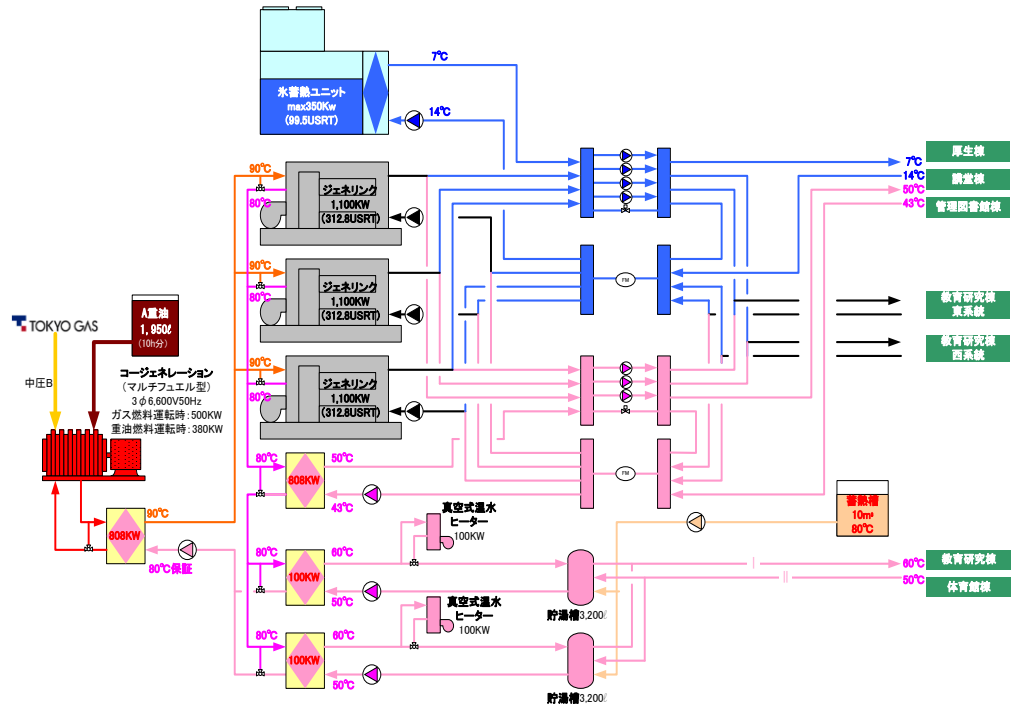 7℃
氷蓄熱ユニット
max350Kw
(99.5USRT)
14℃
厚生棟
7℃
講堂棟
14℃
50℃
管理図書館棟
43℃
90℃
ジェネリンク
1,100KW
(312.8USRT)
80℃
90℃
ジェネリンク
1,100KW
(312.8USRT)
80℃
FM
教育研究棟
東系統
教育研究棟
西系統
TOKYO GAS
A重油
1,950ℓ
(10h分)
中圧B
コージェネレーション
(マルチフュエル型)
3φ6,600V50Hz
ガス燃料運転時:500KW
重油燃料運転時:380KW
90℃
ジェネリンク
1,100KW
(312.8USRT)
80℃
80℃
50℃
808KW
43℃
FM
蓄熱槽
10m³
80℃
90℃
808KW
80℃保証
真空式温水
ヒーター
100KW
80℃
60℃
100KW
50℃
貯湯槽3,200ℓ
教育研究棟
60℃
50℃
体育館棟
真空式温水
ヒーター
100KW
80℃
60℃
100KW
50℃
貯湯槽3,200ℓ